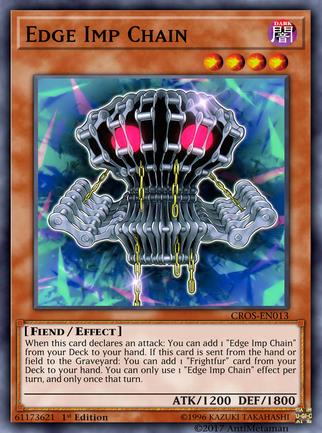 Edge Imp Chain
DARK
闇
CROS-EN013
[Fiend / Effect]
When this card declares an attack: You can add 1 "Edge Imp Chain"
from your Deck to your hand. If this card is sent from the hand or
field to the Graveyard: You can add 1 "Frightfur" card from your
Deck to your hand. You can only use 1 "Edge Imp Chain" effect per
turn, and only once that turn.
ATK/1200 DEF/1800
61173621 1st Edition ©1996 KAZUKI TAKAHASHI
©2017 AntiMetaman